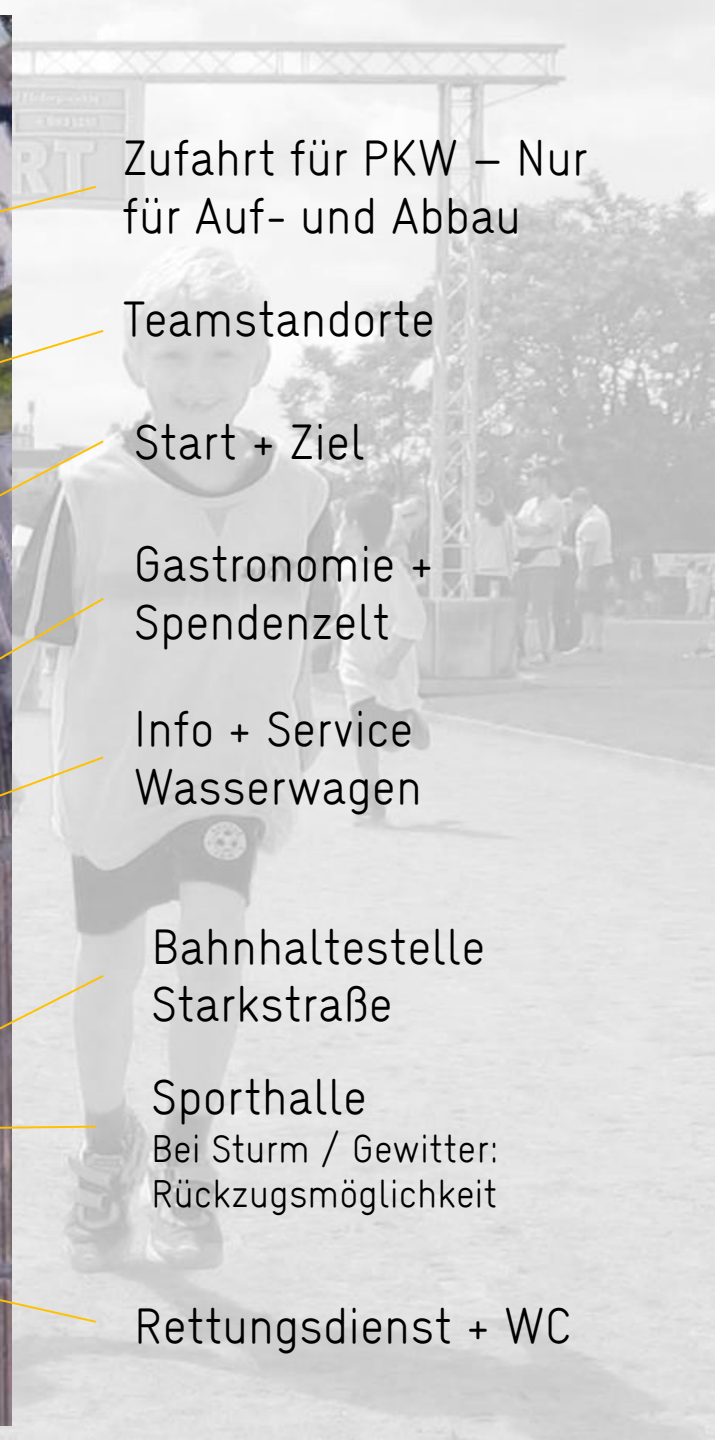 RT
Zufahrt für PKW – Nur
für Auf- und Abbau
Teamstandorte
Start + Ziel
Gastronomie +
Spendenzelt
Info + Service
Wasserwagen
Bahnhaltestelle
Starkstraße
Sporthalle
Bei Sturm / Gewitter:
Rückzugsmöglichkeit
Rettungsdienst + WC